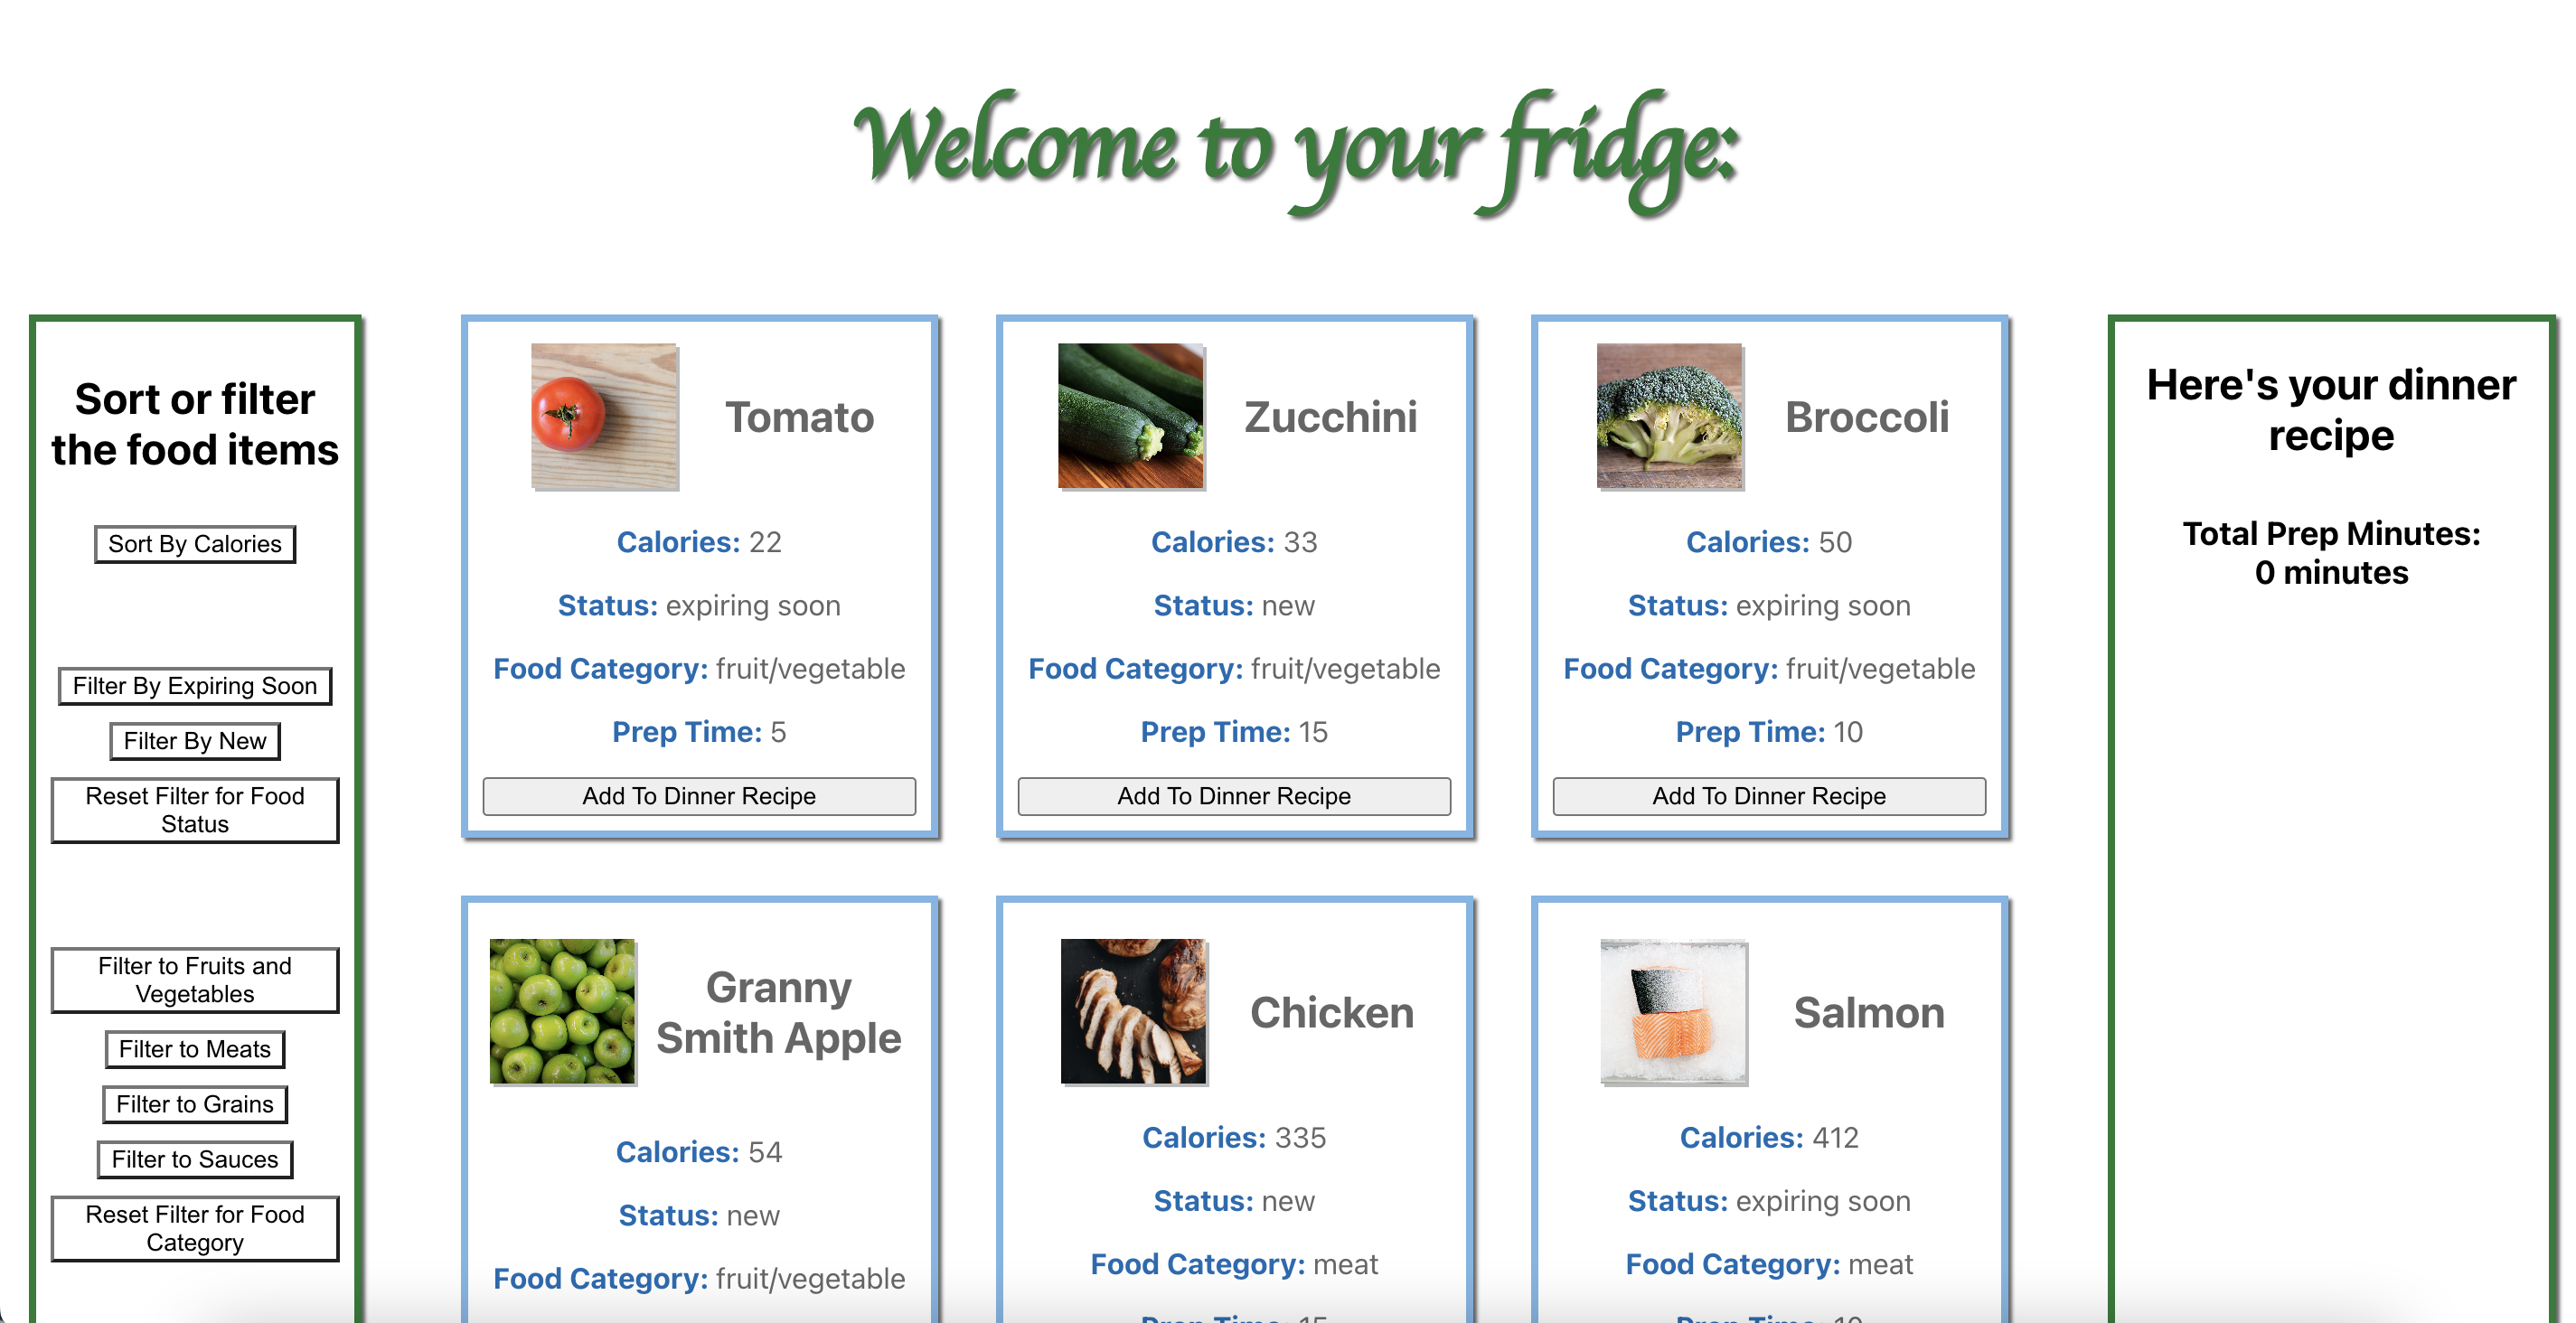 Welcome to your fridge:
Sort or filter
the food items
Sort By Calories
Filter By Expiring Soon
Filter By New
Reset Filter for Food
Status
Filter to Fruits and
Vegetables
Filter to Meats
Filter to Grains
Filter to Sauces
Reset Filter for Food
Category
Tomato
Calories: 22
Status: expiring soon
Food Category: fruit/vegetable
Prep Time: 5
Add To Dinner Recipe
Zucchini
Calories: 33
Status: new
Food Category: fruit/vegetable
Prep Time: 15
Add To Dinner Recipe
Broccoli
Calories: 50
Status: expiring soon
Food Category: fruit/vegetable
Prep Time: 10
Add To Dinner Recipe
Granny
Smith Apple
Calories: 54
Status: new
Food Category: fruit/vegetable
Chicken
Calories: 335
Status: new
Food Category: meat
Prep Time: 15
Salmon
Calories: 412
Status: expiring soon
Food Category: meat
Prep Time: 10
Here's your dinner
recipe
Total Prep Minutes:
0 minutes